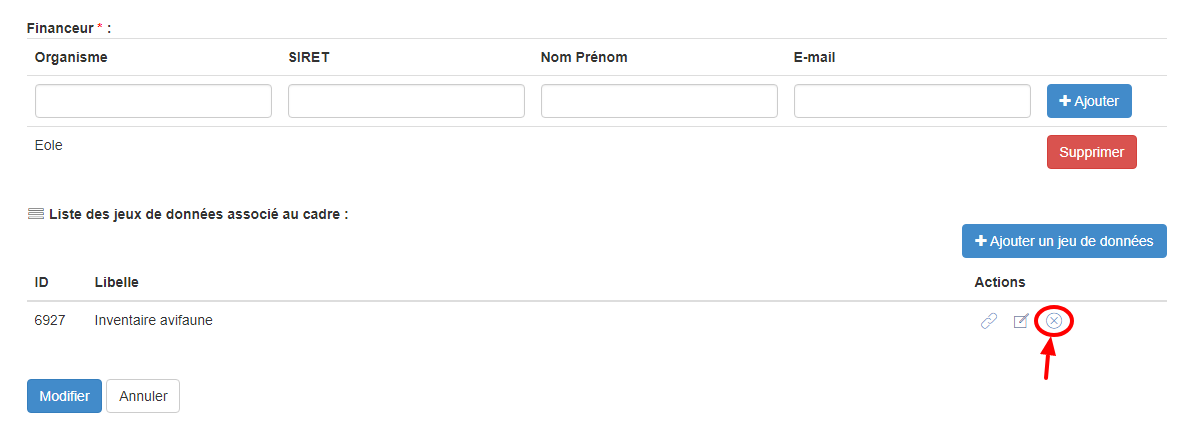 Financeur * :
Organisme SIRET Nom Prénom E-mail
+ Ajouter
Eole Supprimer
Liste des jeux de données associé au cadre :
+ Ajouter un jeu de données
ID Libelle Actions
6927 Inventaire avifaune
Modifier Annuler